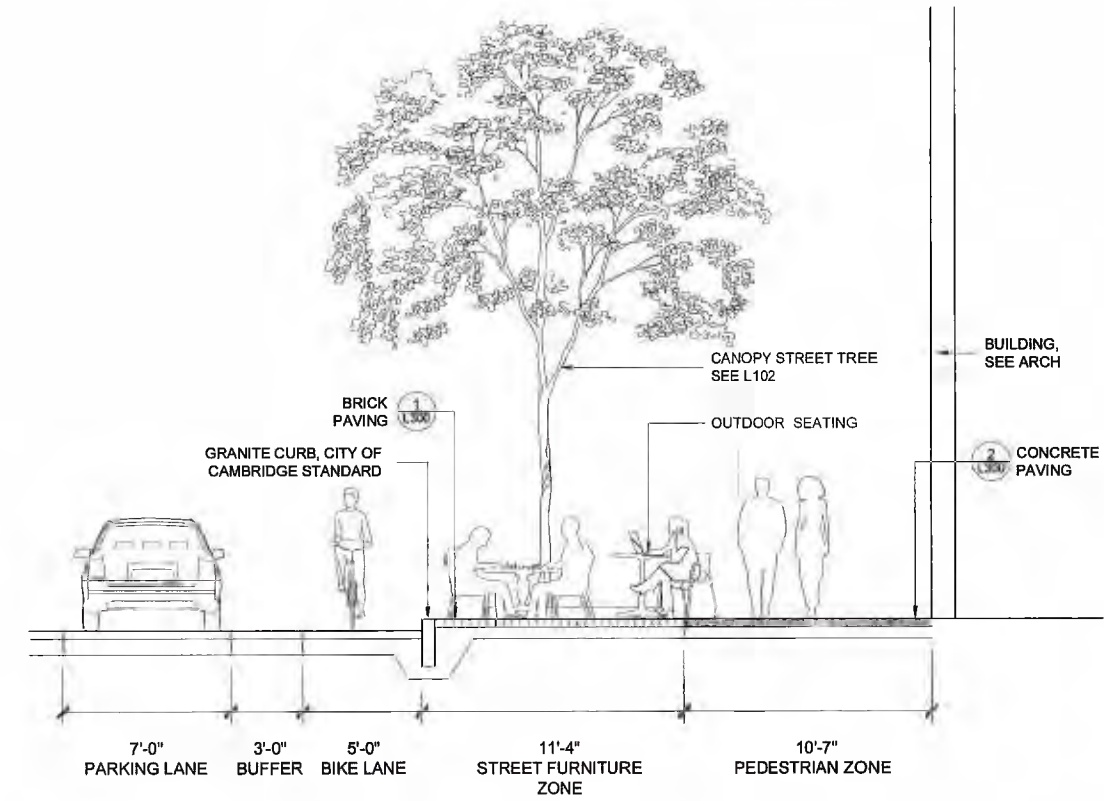 CANOPY STREET TREE
SEE L102
BUILDING,
SEE ARCH
BRICK
PAVING
1
L300
OUTDOOR SEATING
GRANITE CURB, CITY OF
CAMBRIDGE STANDARD
2
L300
CONCRETE
PAVING
7'-0"
PARKING LANE
3'-0"
BUFFER
5'-0"
BIKE LANE
11'-4"
STREET FURNITURE
ZONE
10'-7"
PEDESTRIAN ZONE